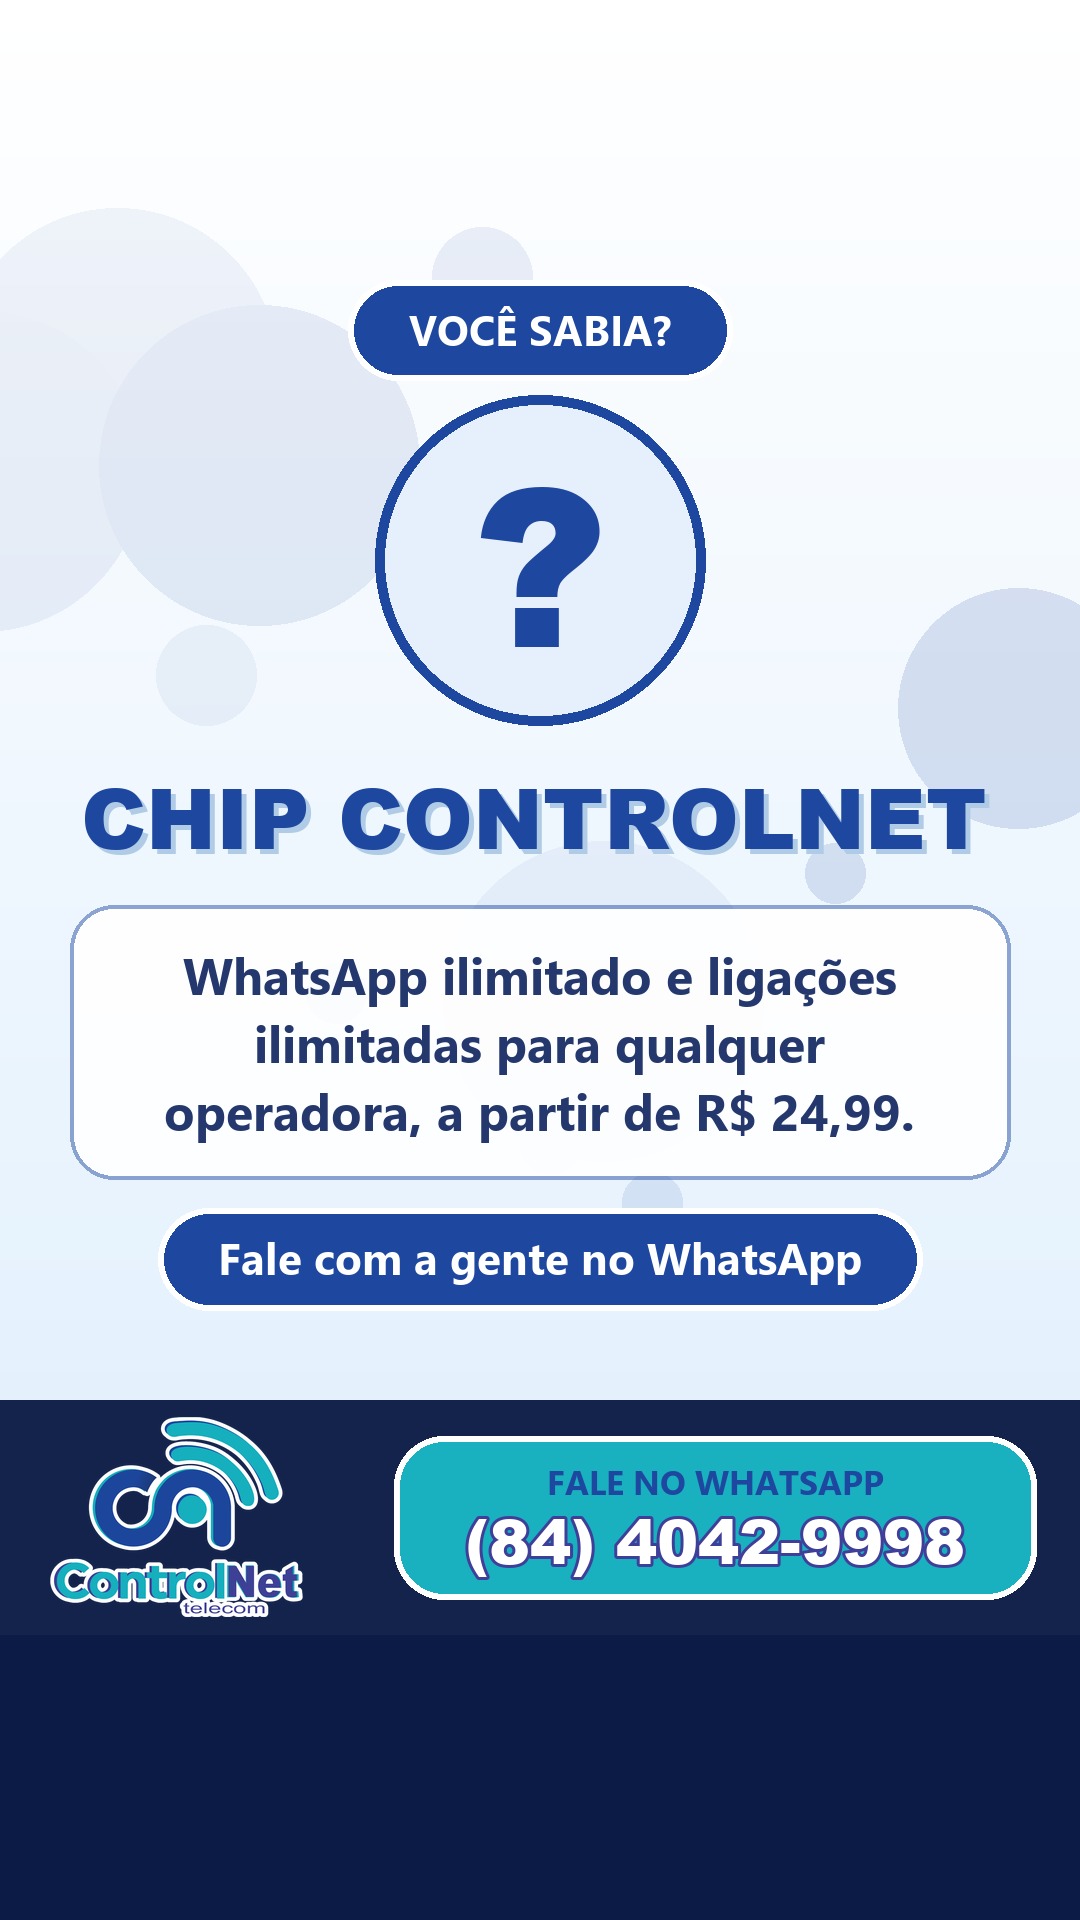 VOCÊ SABIA?
?
CHIP CONTROLNET
WhatsApp ilimitado e ligações
ilimitadas para qualquer
operadora, a partir de R$ 24,99.
Fale com a gente no WhatsApp
ControlNet
telecom
FALE NO WHATSAPP
(84) 4042-9998